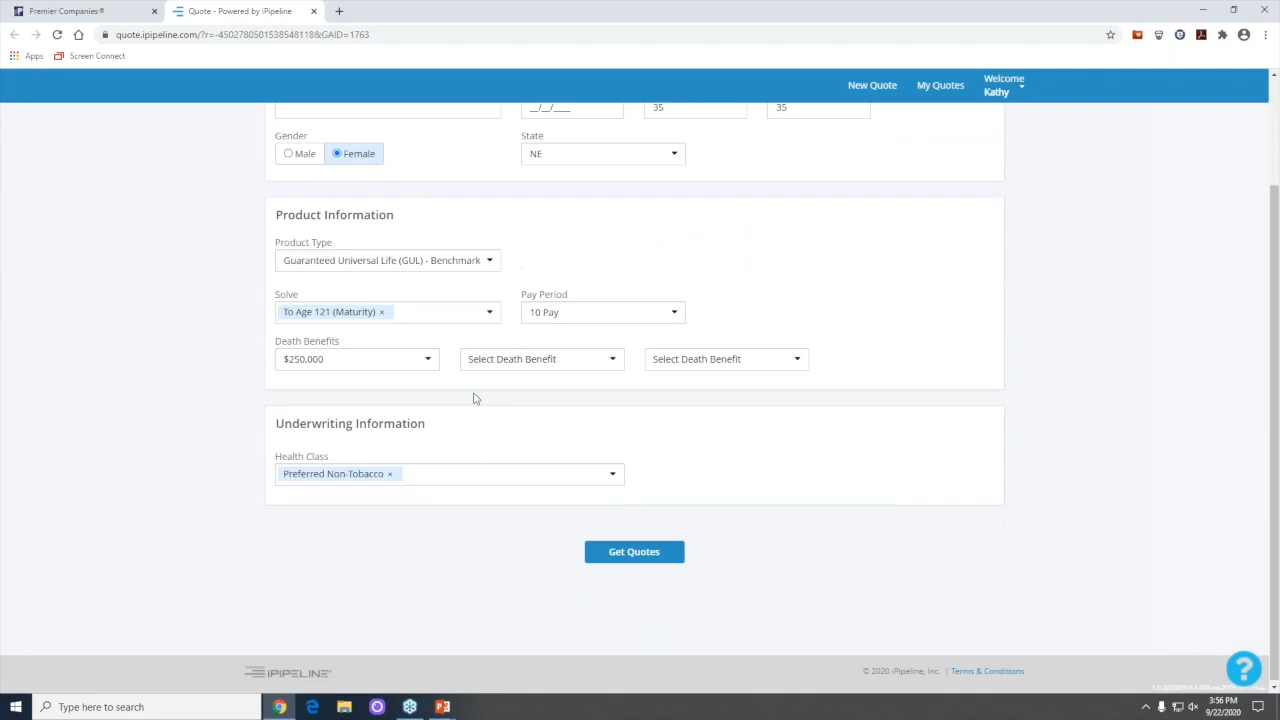 Premier Companies®
Quote - Powered by iPipeline
quote.ipipeline.com/?r=-450278050153854811&GAID=1763
Apps
Screen Connect
New Quote
My Quotes
Welcome
Kathy
__/__/____
35
35
Gender
State
Male
Female
NE
Product Information
Product Type
Guaranteed Universal Life (GUL) - Benchmark
Solve
Pay Period
To Age 121 (Maturity) ×
10 Pay
Death Benefits
$250,000
Select Death Benefit
Select Death Benefit
Underwriting Information
Health Class
Preferred Non-Tobacco ×
Get Quotes
IPIPELINE
© 2020 iPipeline, Inc. | Terms & Conditions
Type here to search
3:56 PM
9/22/2020